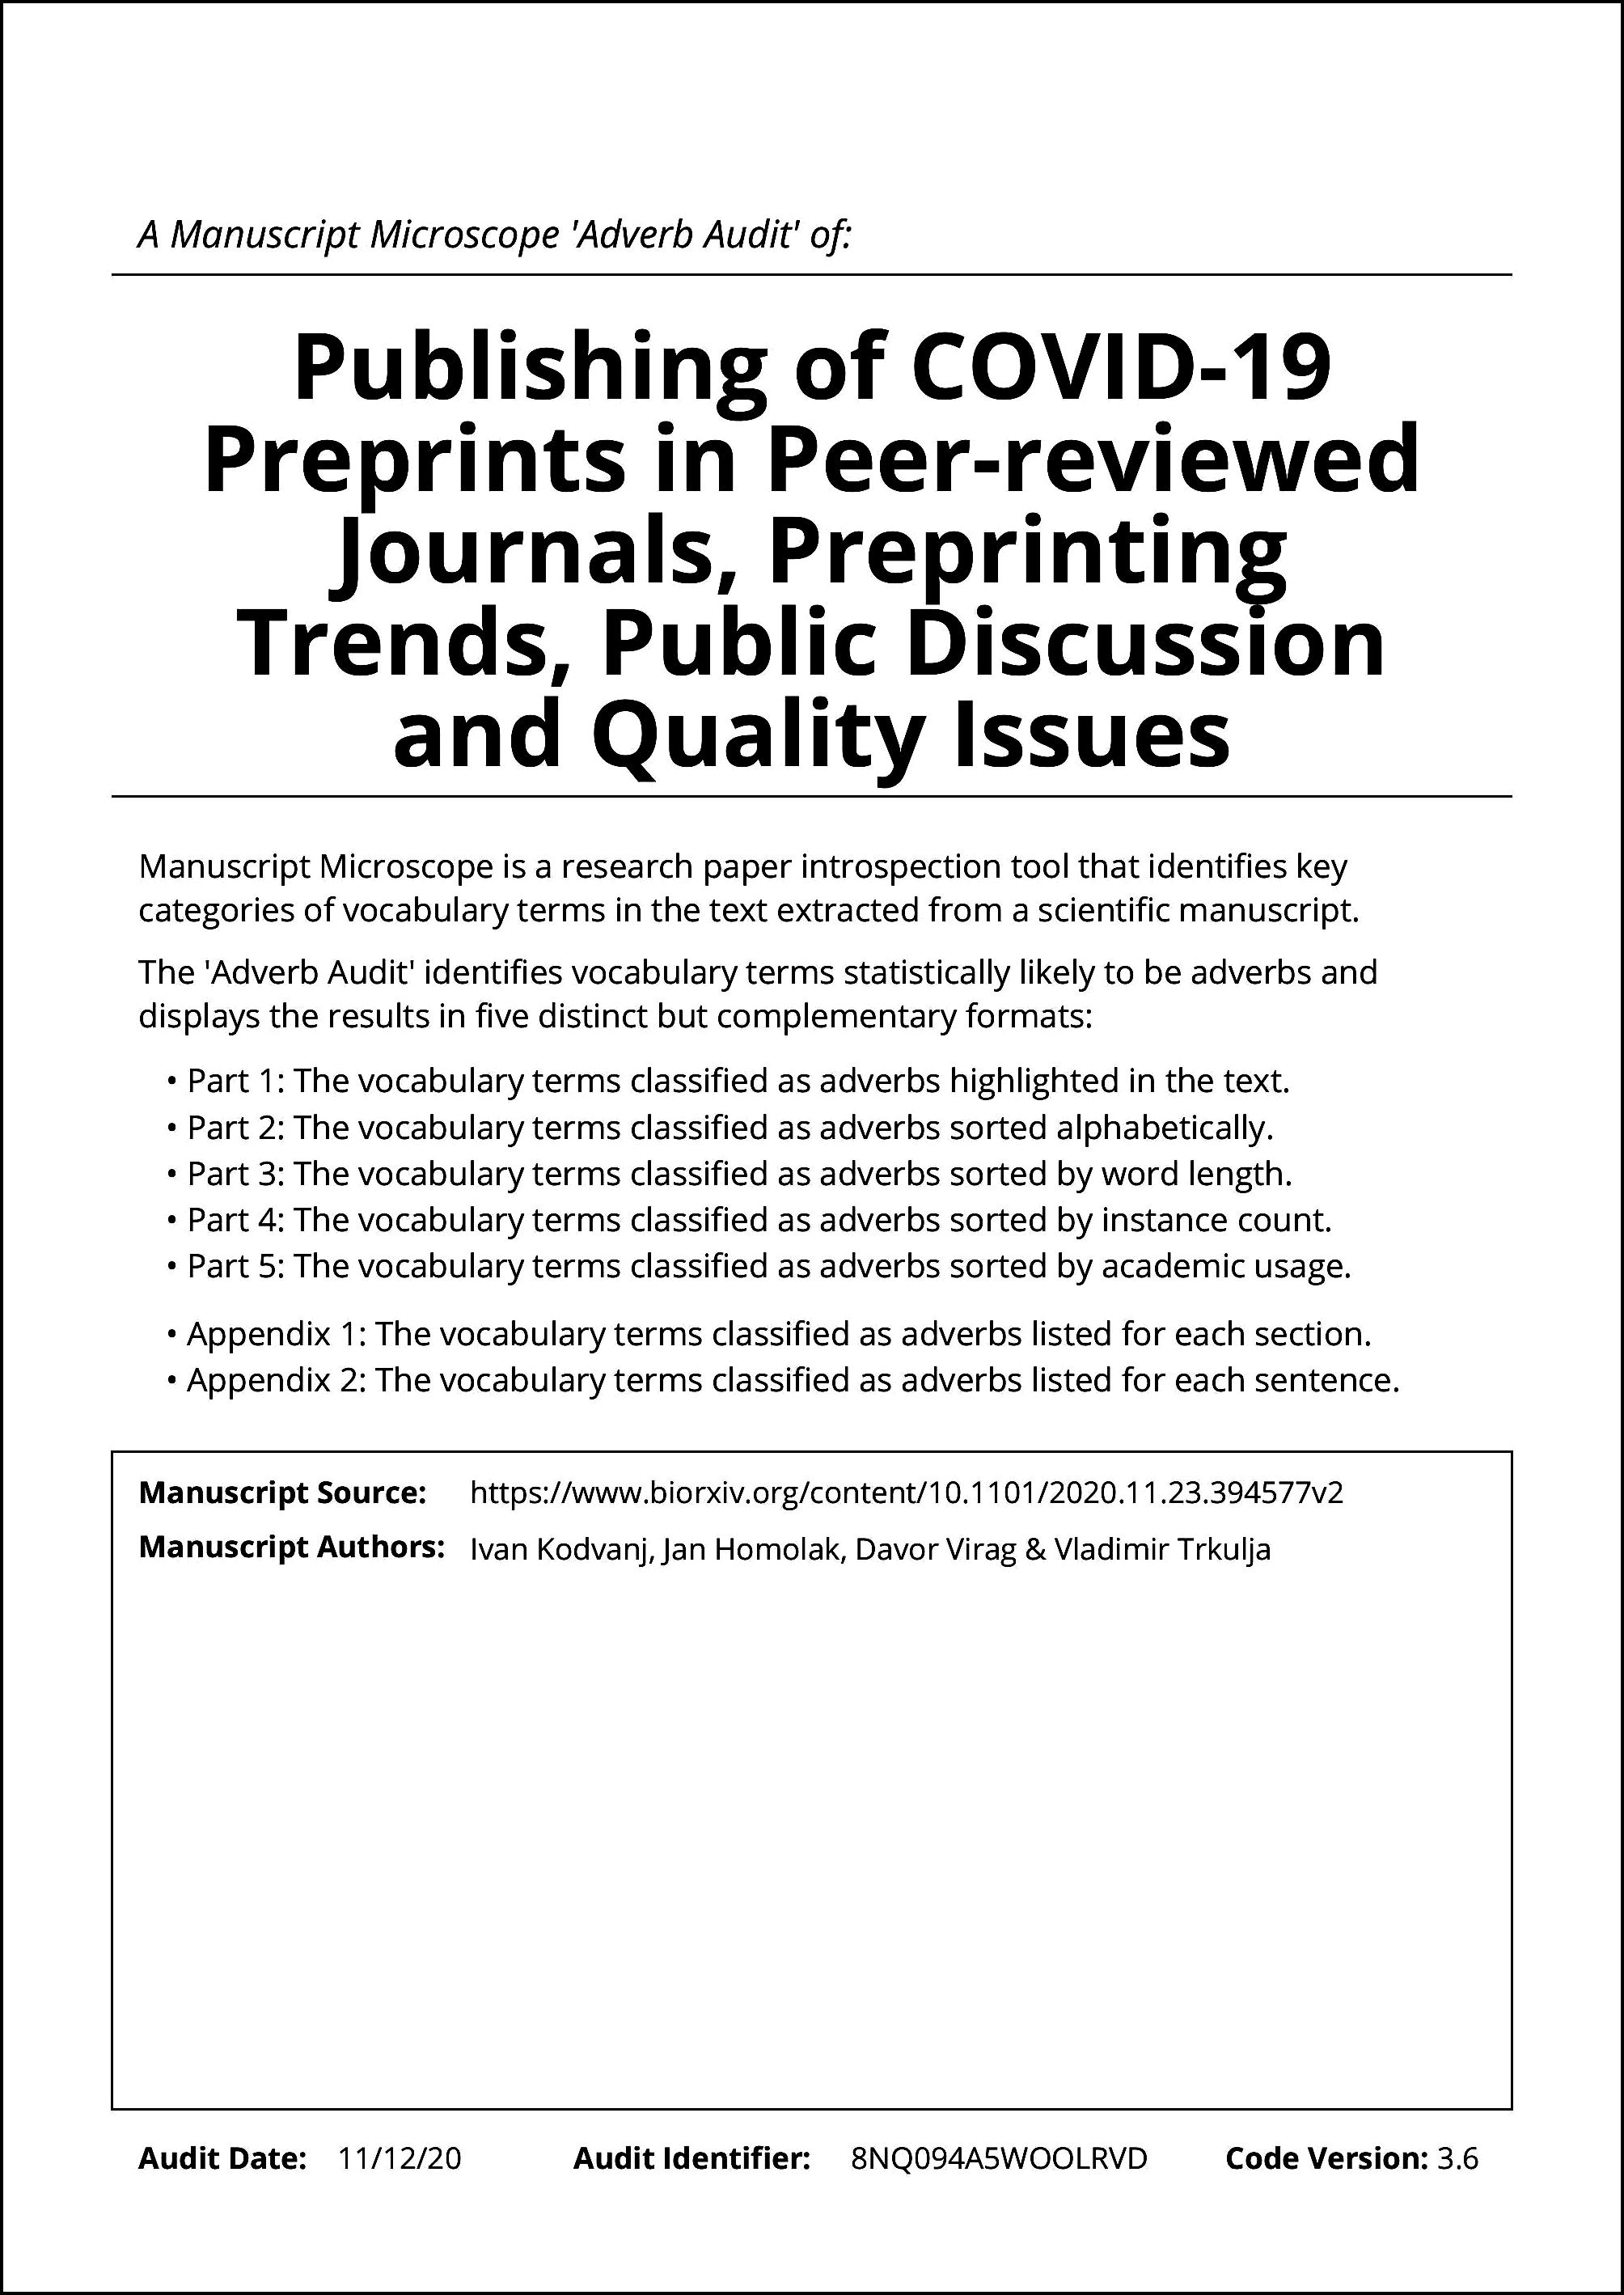 A Manuscript Microscope 'Adverb Audit' of:
Publishing of COVID-19
Preprints in Peer-reviewed
Journals, Preprinting
Trends, Public Discussion
and Quality Issues
Manuscript Microscope is a research paper introspection tool that identifies key
categories of vocabulary terms in the text extracted from a scientific manuscript.
The 'Adverb Audit' identifies vocabulary terms statistically likely to be adverbs and
displays the results in five distinct but complementary formats:
• Part 1: The vocabulary terms classified as adverbs highlighted in the text.
• Part 2: The vocabulary terms classified as adverbs sorted alphabetically.
• Part 3: The vocabulary terms classified as adverbs sorted by word length.
• Part 4: The vocabulary terms classified as adverbs sorted by instance count.
• Part 5: The vocabulary terms classified as adverbs sorted by academic usage.
• Appendix 1: The vocabulary terms classified as adverbs listed for each section.
• Appendix 2: The vocabulary terms classified as adverbs listed for each sentence.
Manuscript Source: https://www.biorxiv.org/content/10.1101/2020.11.23.394577v2
Manuscript Authors: Ivan Kodvanj, Jan Homolak, Davor Virag & Vladimir Trkulja
Audit Date: 11/12/20 Audit Identifier: 8NQ094A5WOOLRVD Code Version: 3.6